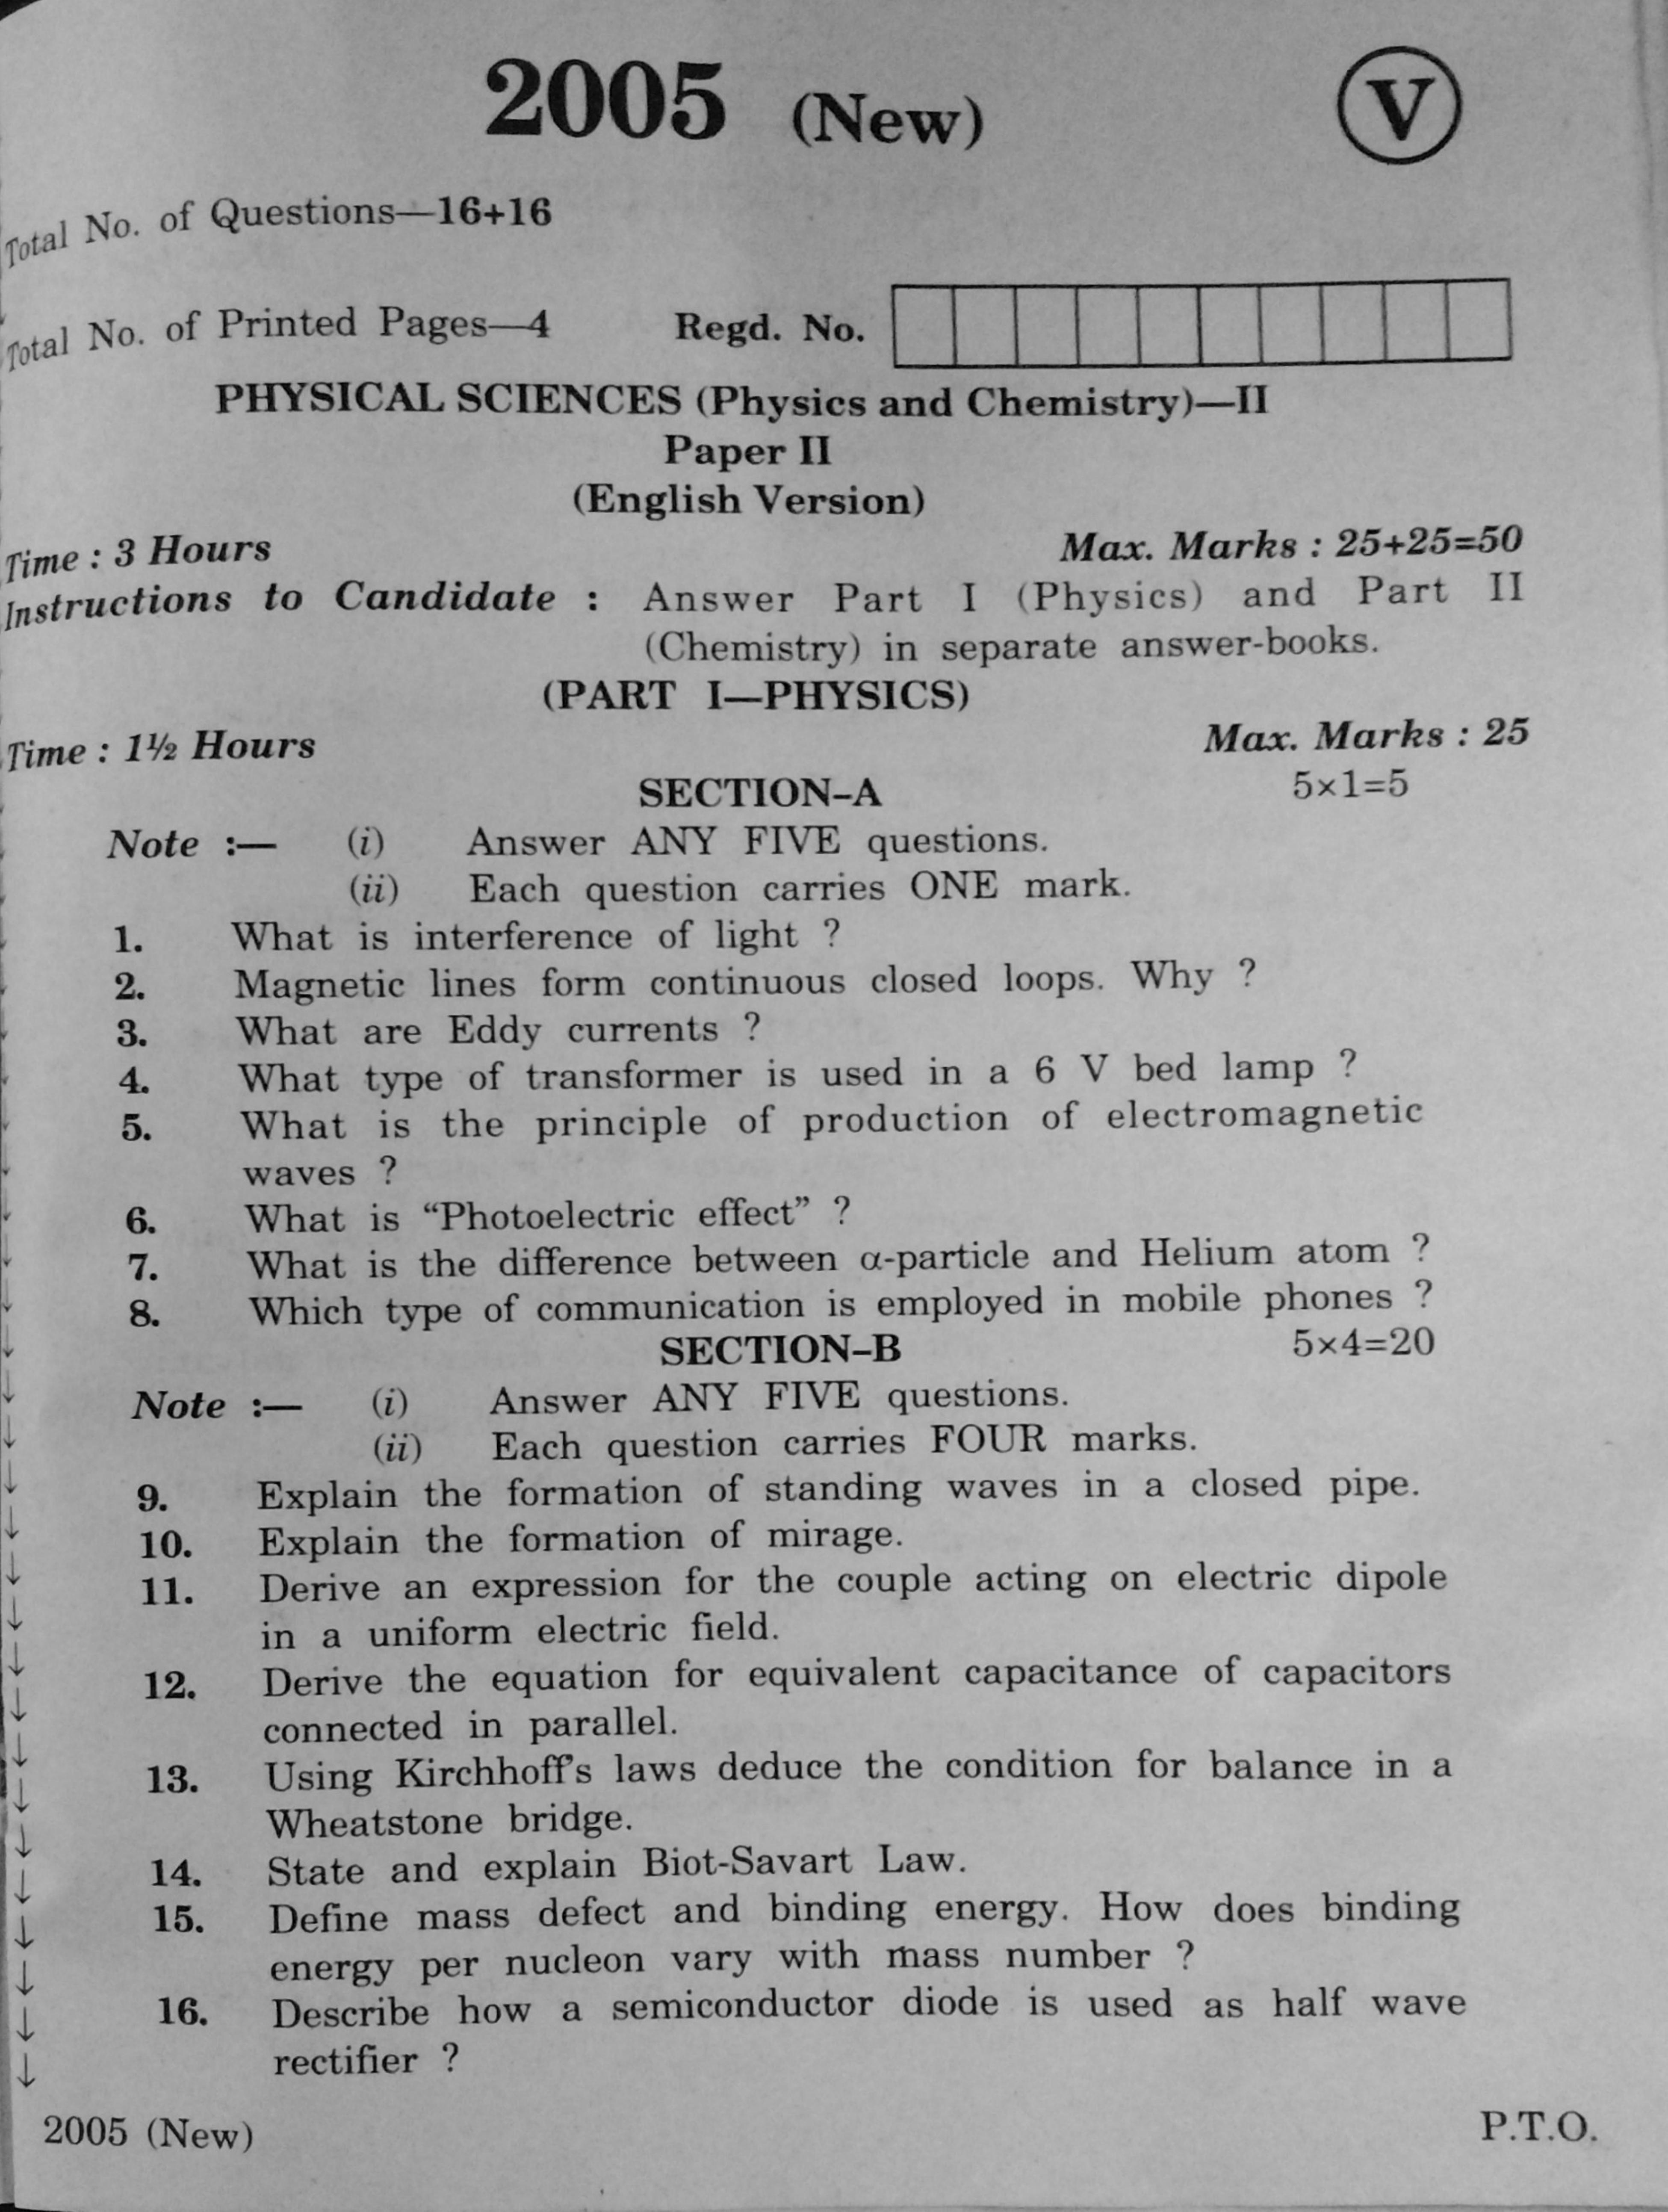 2005 (New)
V
Total No. of Questions—16+16
Total No. of Printed Pages—4 Regd. No.
PHYSICAL SCIENCES (Physics and Chemistry)—II
Paper II
(English Version)
Time : 3 Hours Max. Marks : 25+25=50
Instructions to Candidate : Answer Part I (Physics) and Part II
(Chemistry) in separate answer-books.
(PART I—PHYSICS)
Time : 1½ Hours Max. Marks : 25
SECTION–A 5×1=5
Note :— (i) Answer ANY FIVE questions.
(ii) Each question carries ONE mark.
1. What is interference of light ?
2. Magnetic lines form continuous closed loops. Why ?
3. What are Eddy currents ?
4. What type of transformer is used in a 6 V bed lamp ?
5. What is the principle of production of electromagnetic
waves ?
6. What is “Photoelectric effect” ?
7. What is the difference between α-particle and Helium atom ?
8. Which type of communication is employed in mobile phones ?
SECTION–B 5×4=20
Note :— (i) Answer ANY FIVE questions.
(ii) Each question carries FOUR marks.
9. Explain the formation of standing waves in a closed pipe.
10. Explain the formation of mirage.
11. Derive an expression for the couple acting on electric dipole
in a uniform electric field.
12. Derive the equation for equivalent capacitance of capacitors
connected in parallel.
13. Using Kirchhoff's laws deduce the condition for balance in a
Wheatstone bridge.
14. State and explain Biot-Savart Law.
15. Define mass defect and binding energy. How does binding
energy per nucleon vary with mass number ?
16. Describe how a semiconductor diode is used as half wave
rectifier ?
2005 (New) P.T.O.